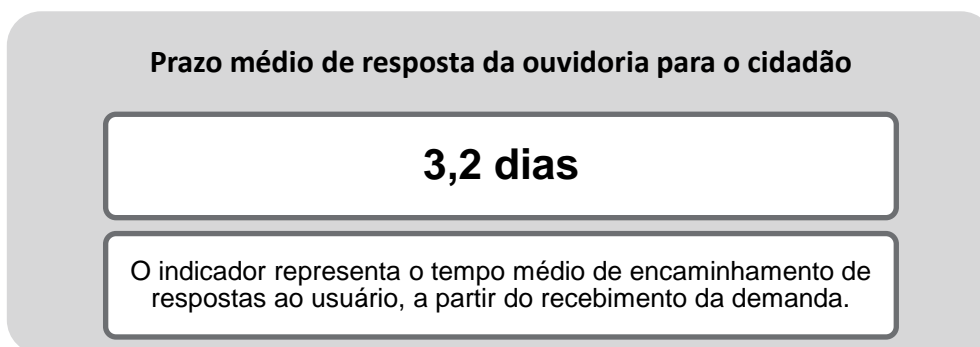 Prazo médio de resposta da ouvidoria para o cidadão
3,2 dias
O indicador representa o tempo médio de encaminhamento de
respostas ao usuário, a partir do recebimento da demanda.